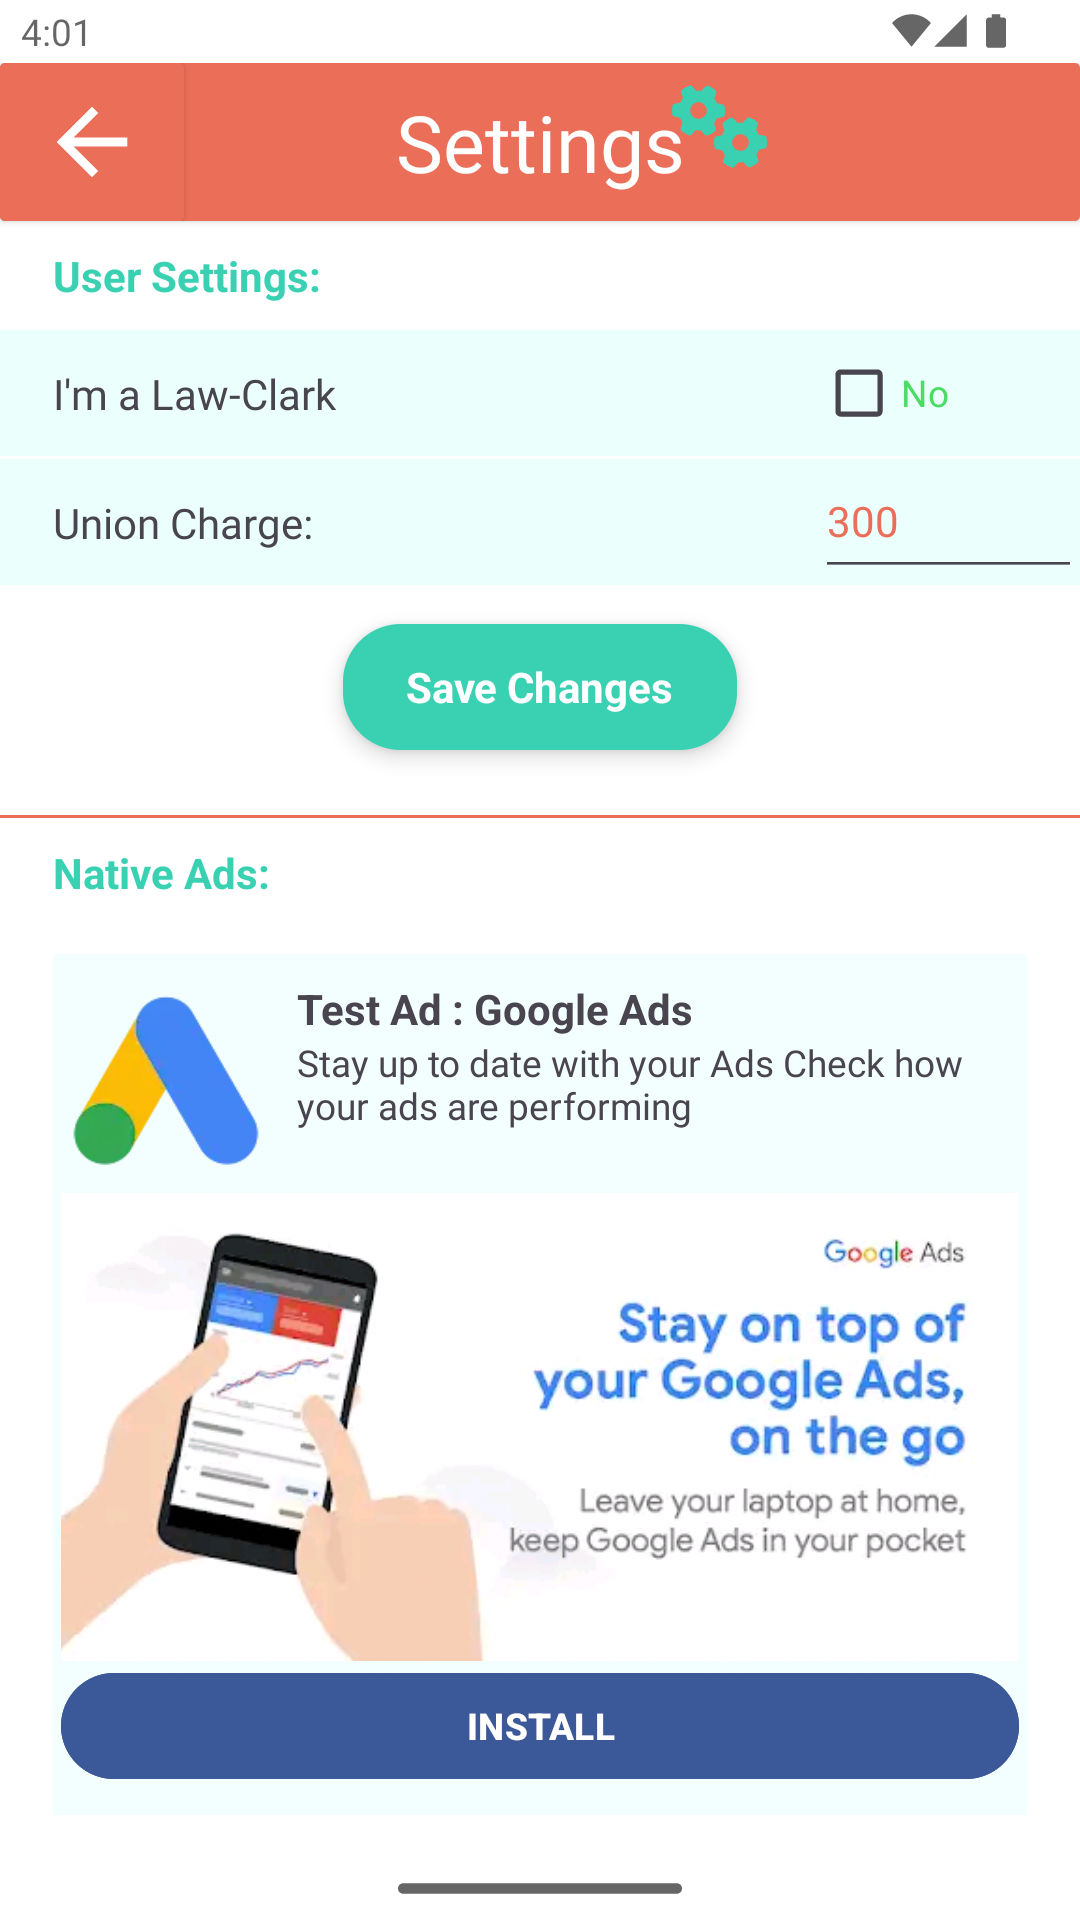 4:01
Settings
User Settings:
I'm a Law-Clark
No
Union Charge:
300
Save Changes
Native Ads:
Test Ad : Google Ads
Stay up to date with your Ads Check how
your ads are performing
Google Ads
Stay on top of
your Google Ads,
on the go
Leave your laptop at home,
keep Google Ads in your pocket
INSTALL